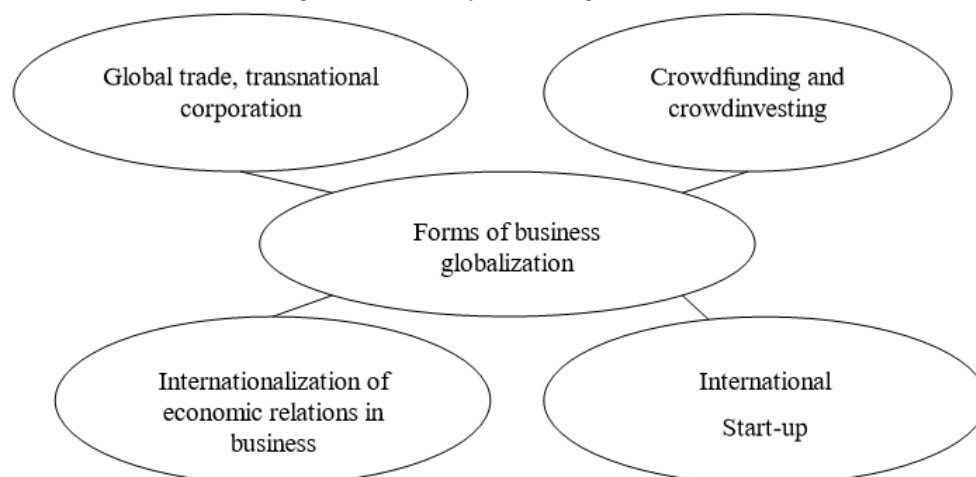 Global trade, transnational
corporation
Crowdfunding and
crowdinvesting
Forms of business
globalization
Internationalization of
economic relations in
business
International
Start-up